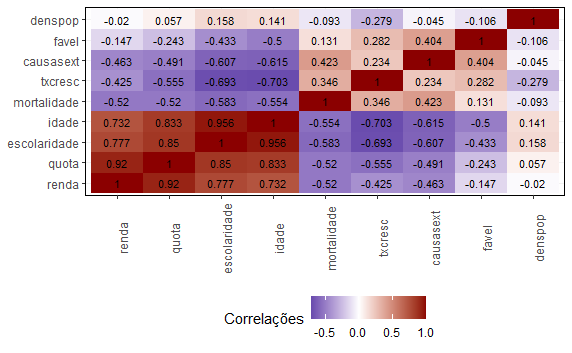 denspop -0.02 0.057 0.158 0.141 -0.093 -0.279 -0.045 -0.106 1
favel -0.147 -0.243 -0.433 -0.5 0.131 0.282 0.404 1 -0.106
causasext -0.463 -0.491 -0.607 -0.615 0.423 0.234 1 0.404 -0.045
txcresc -0.425 -0.555 -0.693 -0.703 0.346 1 0.234 0.282 -0.279
mortalidade -0.52 -0.52 -0.583 -0.554 1 0.346 0.423 0.131 -0.093
idade 0.732 0.833 0.956 1 -0.554 -0.703 -0.615 -0.5 0.141
escolaridade 0.777 0.85 1 0.956 -0.583 -0.693 -0.607 -0.433 0.158
quota 0.92 1 0.85 0.833 -0.52 -0.555 -0.491 -0.243 0.057
renda 1 0.92 0.777 0.732 -0.52 -0.425 -0.463 -0.147 -0.02
renda quota escolaridade idade mortalidade txcresc causasext favel denspop
Correlações
-0.5 0.0 0.5 1.0